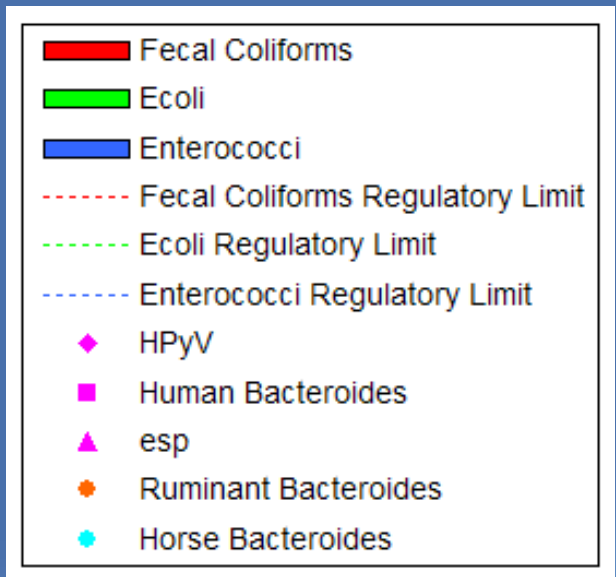 Fecal Coliforms
Ecoli
Enterococci
Fecal Coliforms Regulatory Limit
Ecoli Regulatory Limit
Enterococci Regulatory Limit
HPyV
Human Bacteroides
esp
Ruminant Bacteroides
Horse Bacteroides